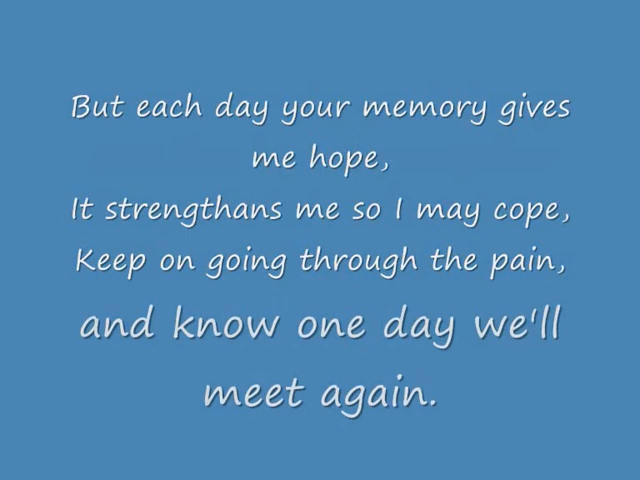 But each day your memory gives
me hope,
It strengthans me so I may cope,
Keep on going through the pain,
and know one day we'll
meet again.